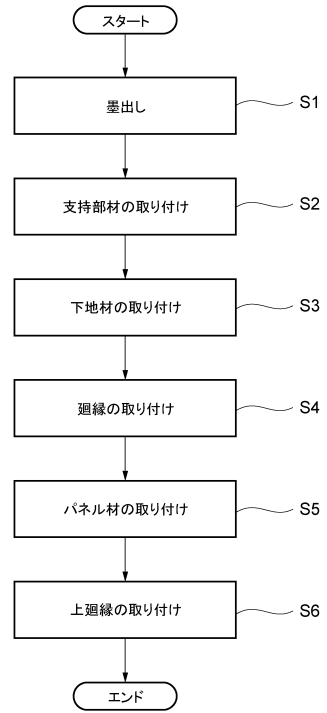 スタート
墨出し
S1
支持部材の取り付け
S2
下地材の取り付け
S3
廻縁の取り付け
S4
パネル材の取り付け
S5
上廻縁の取り付け
S6
エンド